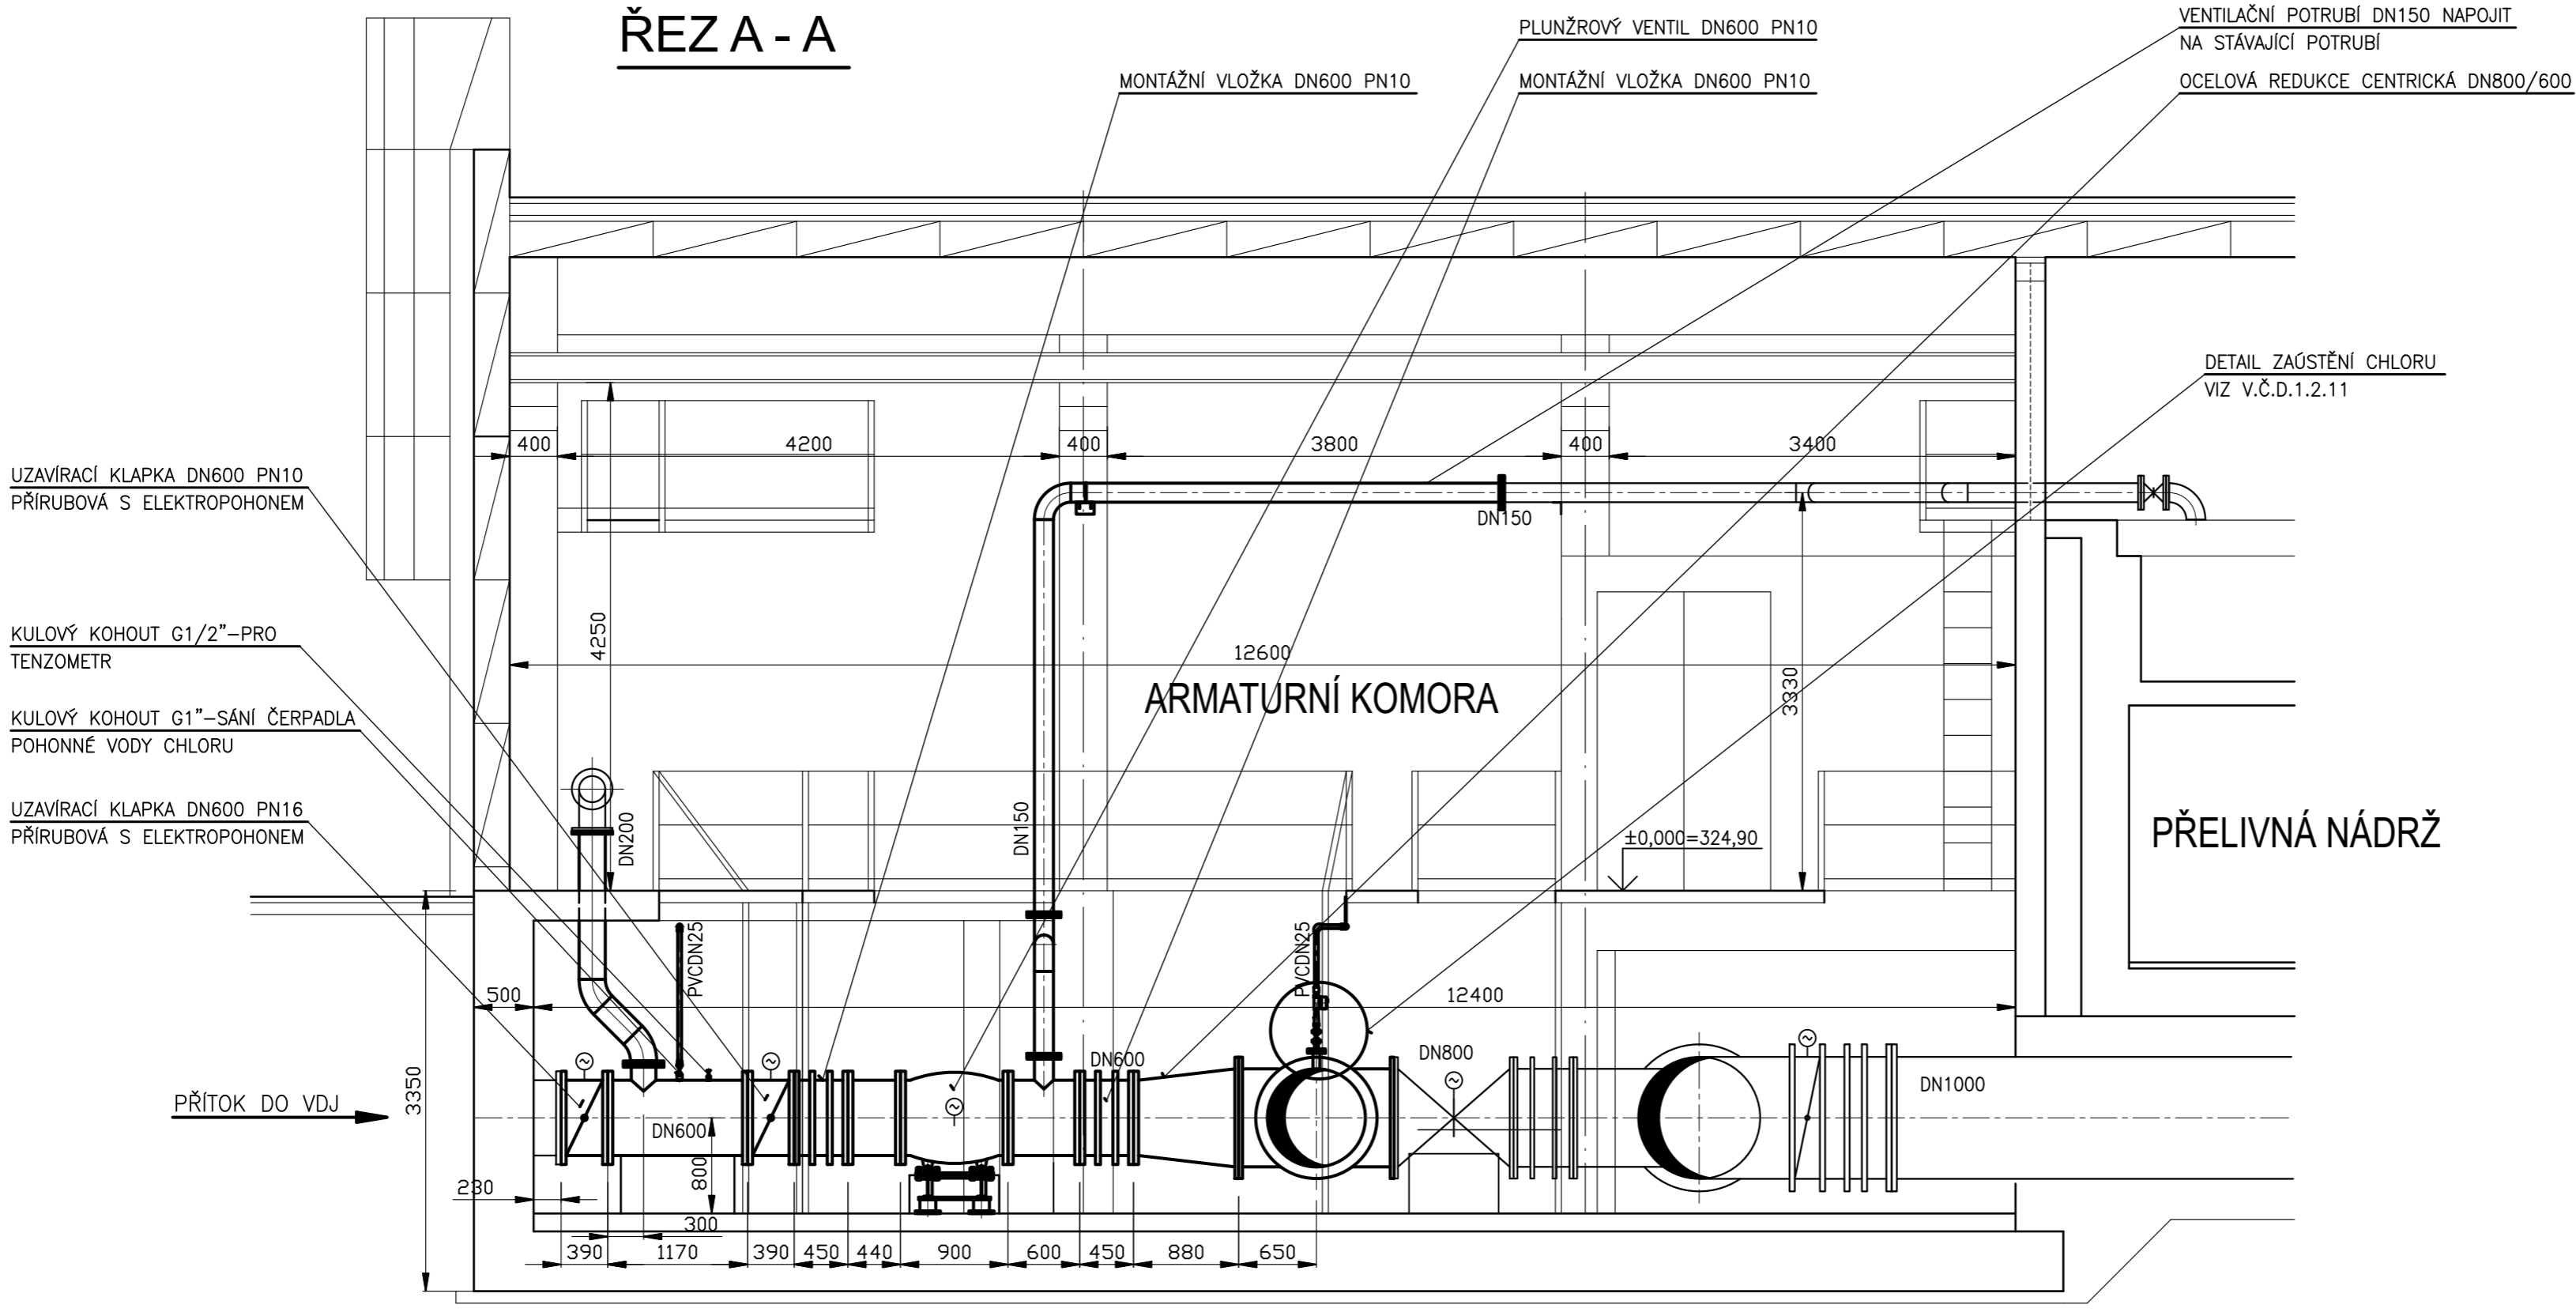 ŘEZ A - A
PLUNŽROVÝ VENTIL DN600 PN10
VENTILAČNÍ POTRUBÍ DN150 NAPOJIT
NA STÁVAJÍCÍ POTRUBÍ
MONTÁŽNÍ VLOŽKA DN600 PN10
MONTÁŽNÍ VLOŽKA DN600 PN10
OCELOVÁ REDUKCE CENTRICKÁ DN800/600
DETAIL ZAÚSTĚNÍ CHLORU
VIZ V.Č.D.1.2.11
400
4200
400
3800
400
3400
UZAVÍRACÍ KLAPKA DN600 PN10
PŘÍRUBOVÁ S ELEKTROPOHONEM
DN150
4250
KULOVÝ KOHOUT G1/2"-PRO
TENZOMETR
12600
ARMATURNÍ KOMORA
3330
KULOVÝ KOHOUT G1"-SÁNÍ ČERPADLA
POHONNÉ VODY CHLORU
UZAVÍRACÍ KLAPKA DN600 PN16
PŘÍRUBOVÁ S ELEKTROPOHONEM
DN200
DN150
±0,000=324,90
PŘELIVNÁ NÁDRŽ
PVCDN25
PVCDN25
500
12400
DN600
DN800
DN1000
3350
PŘÍTOK DO VDJ
DN600
800
230
300
390
1170
390
450
440
900
600
450
880
650